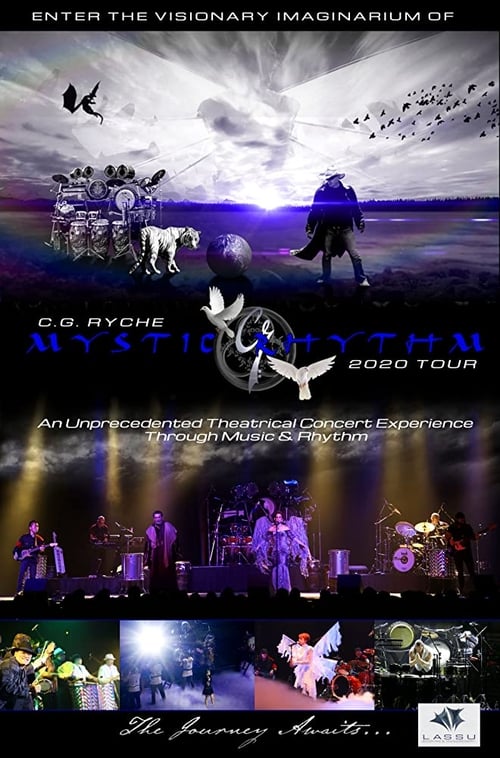 ENTER THE VISIONARY IMAGINARIUM OF
C.G. RYCHE
MYSTIC RHYTHM
2020 TOUR
An Unprecedented Theatrical Concert Experience
Through Music & Rhythm
The Journey Awaits...
LASSU